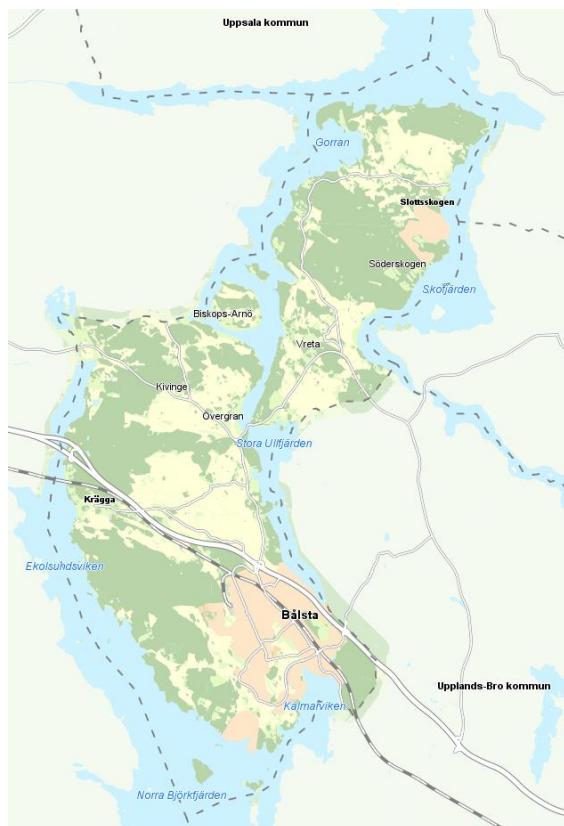 Uppsala kommun
Gorran
Slottsskogen
Söderskogen
Skofjärden
Biskops-Arnö
Vreta
Kivinge
Övergran
Stora Ullfjärden
Krägga
Ekolsundsviken
Bålsta
Upplands-Bro kommun
Kalmarviken
Norra Björkfjärden